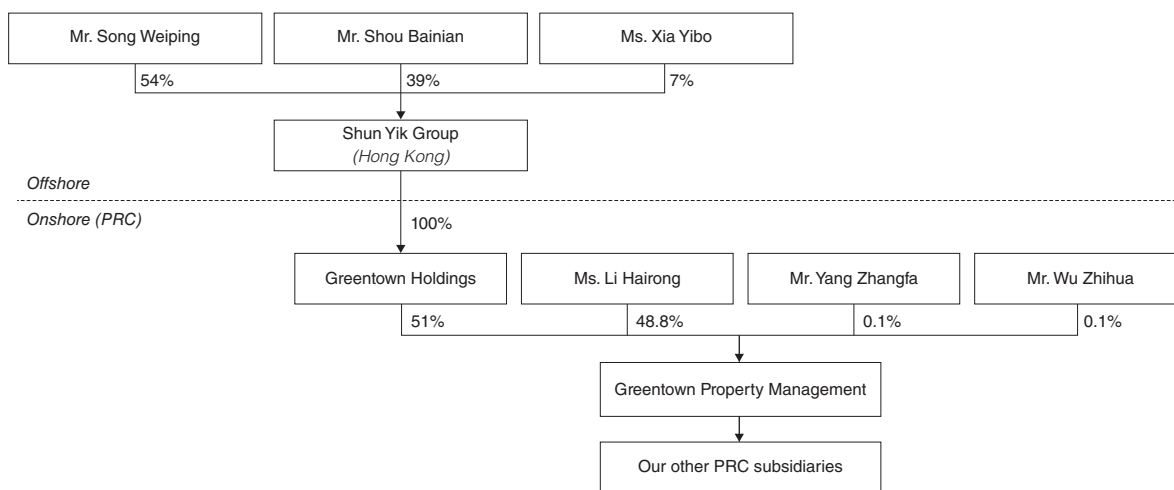 Mr. Song Weiping
Mr. Shou Bainian
Ms. Xia Yibo
54%
39%
7%
Shun Yik Group
(Hong Kong)
Offshore
Onshore (PRC)
100%
Greentown Holdings
Ms. Li Hairong
Mr. Yang Zhangfa
Mr. Wu Zhihua
51%
48.8%
0.1%
0.1%
Greentown Property Management
Our other PRC subsidiaries